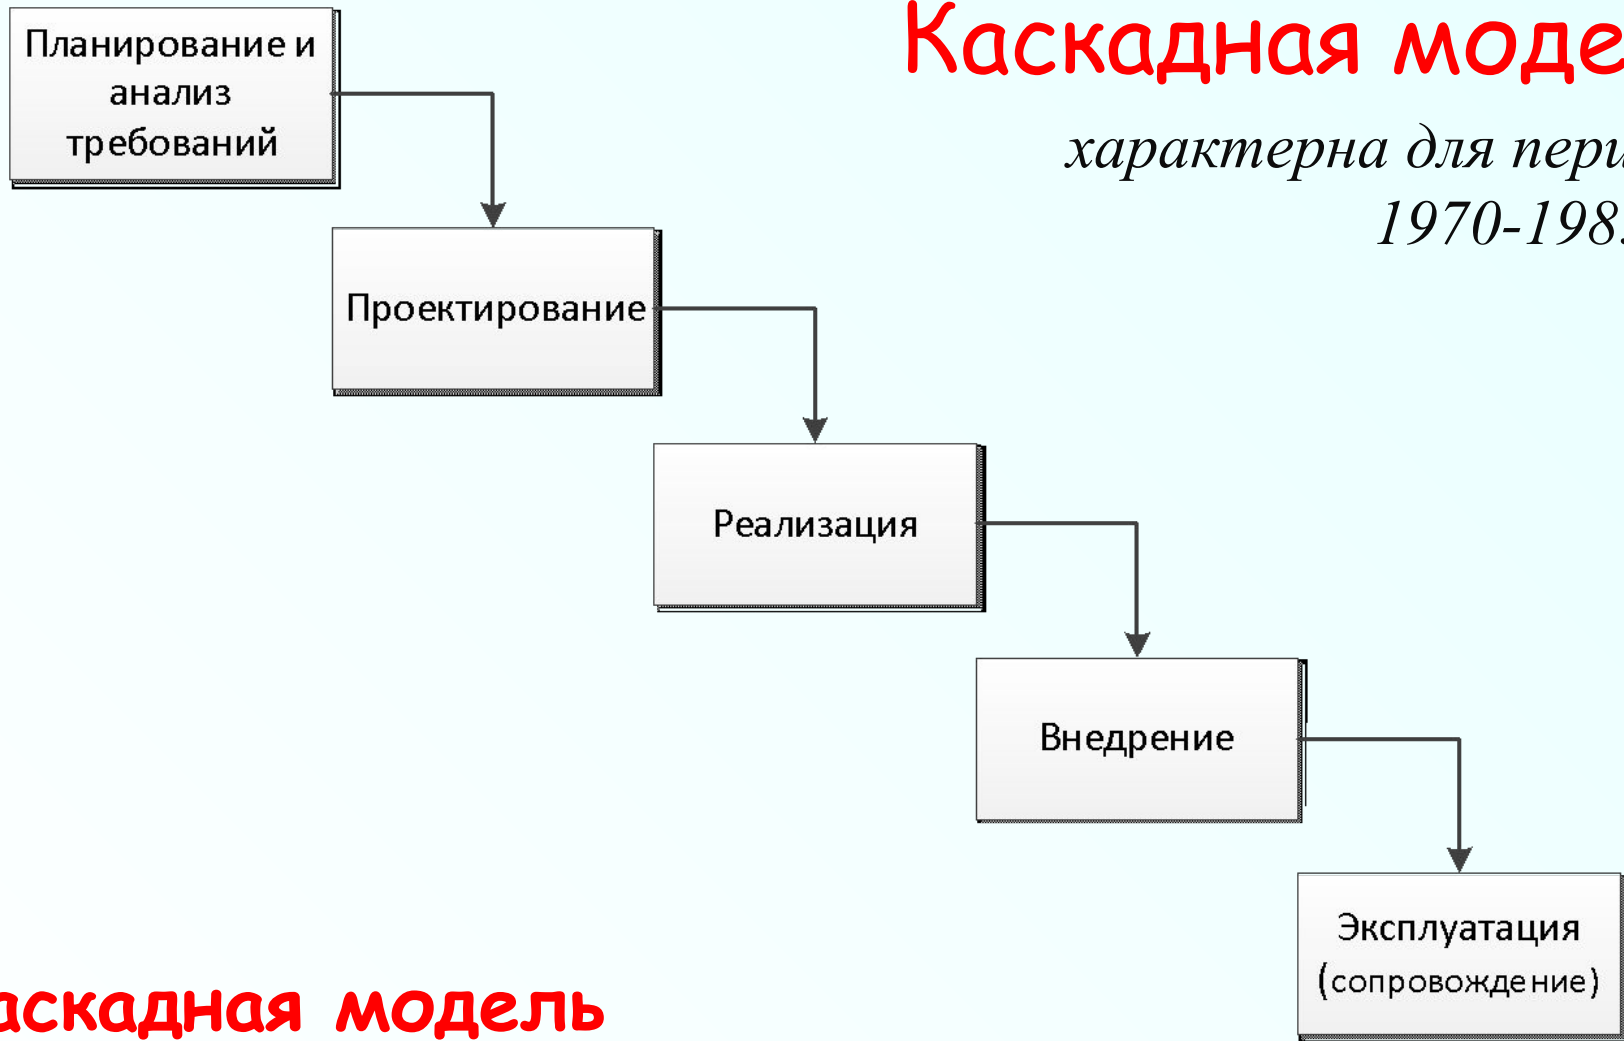 Каскадная моде
характерна для пери
1970-198
Планирование и
анализ
требований
Проектирование
Реализация
Внедрение
Эксплуатация
(сопровождение)
аскадная модель